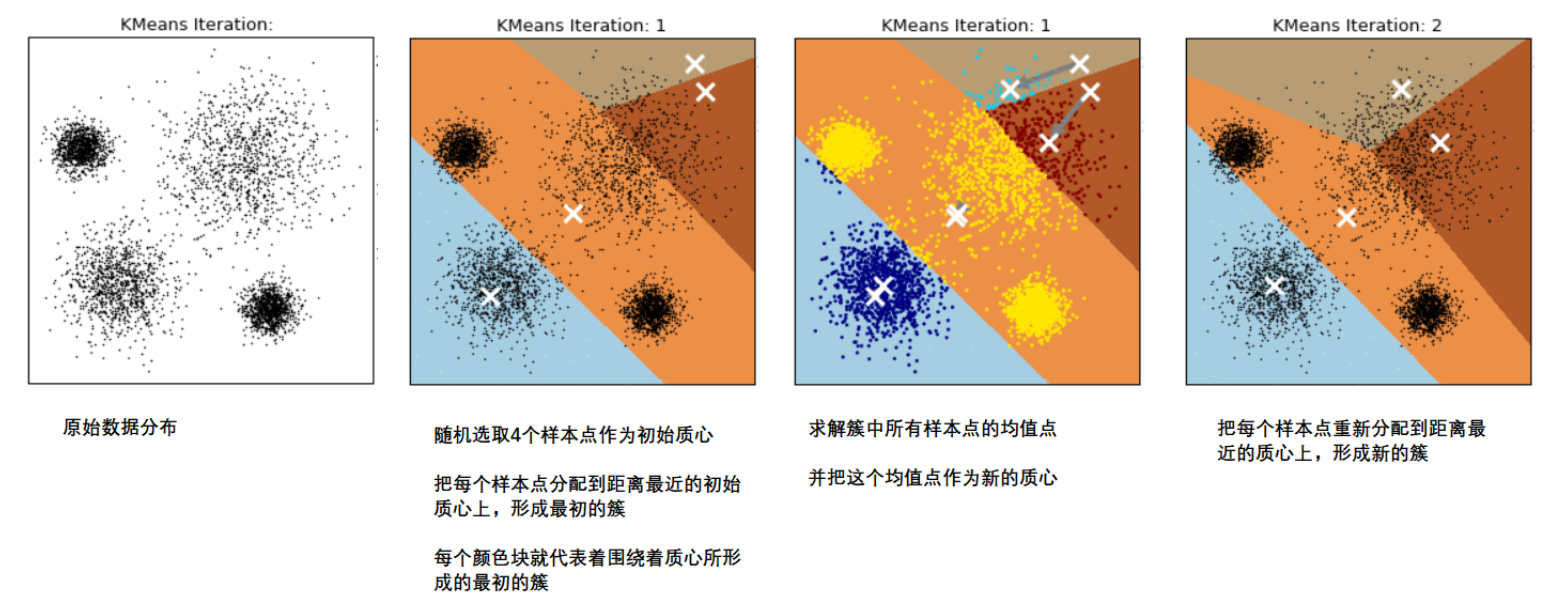 KMeans Iteration:
KMeans Iteration: 1
KMeans Iteration: 1
KMeans Iteration: 2
原始数据分布
随机选取4个样本点作为初始质心
把每个样本点分配到距离最近的初始
质心上，形成最初的簇
每个颜色块就代表着围绕着质心所形
成的最初的簇
求解簇中所有样本点的均值点
并把这个均值点作为新的质心
把每个样本点重新分配到距离最
近的质心上，形成新的簇